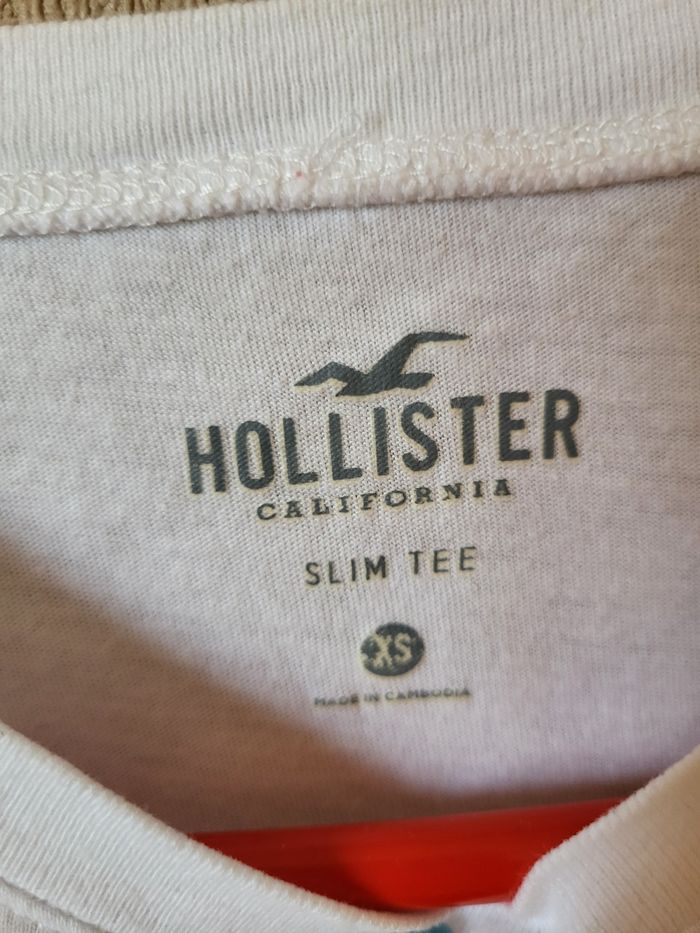 HOLLISTER
CALIFORNIA
SLIM TEE
XS
MADE IN CAMBODIA